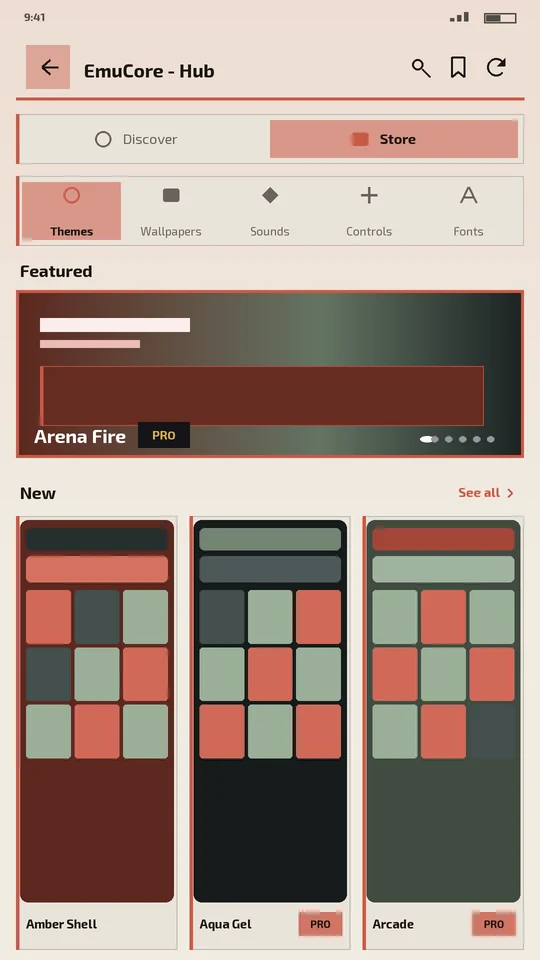 9:41
EmuCore - Hub
Discover
Store
Themes
Wallpapers
Sounds
Controls
Fonts
Featured
Arena Fire
PRO
New
See all
Amber Shell
Aqua Gel
PRO
Arcade
PRO